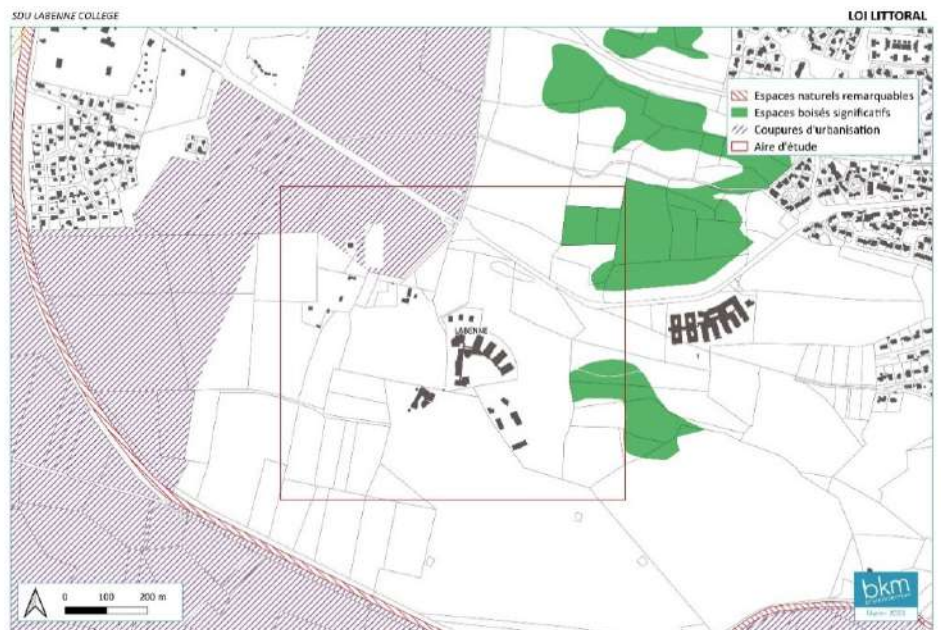 SDU LABENNE COLLEGE
LOI LITTORAL
Espaces naturels remarquables
Espaces boisés significatifs
Coupures d'urbanisation
Aire d'étude
LABENNE
0 100 200 m
bkm